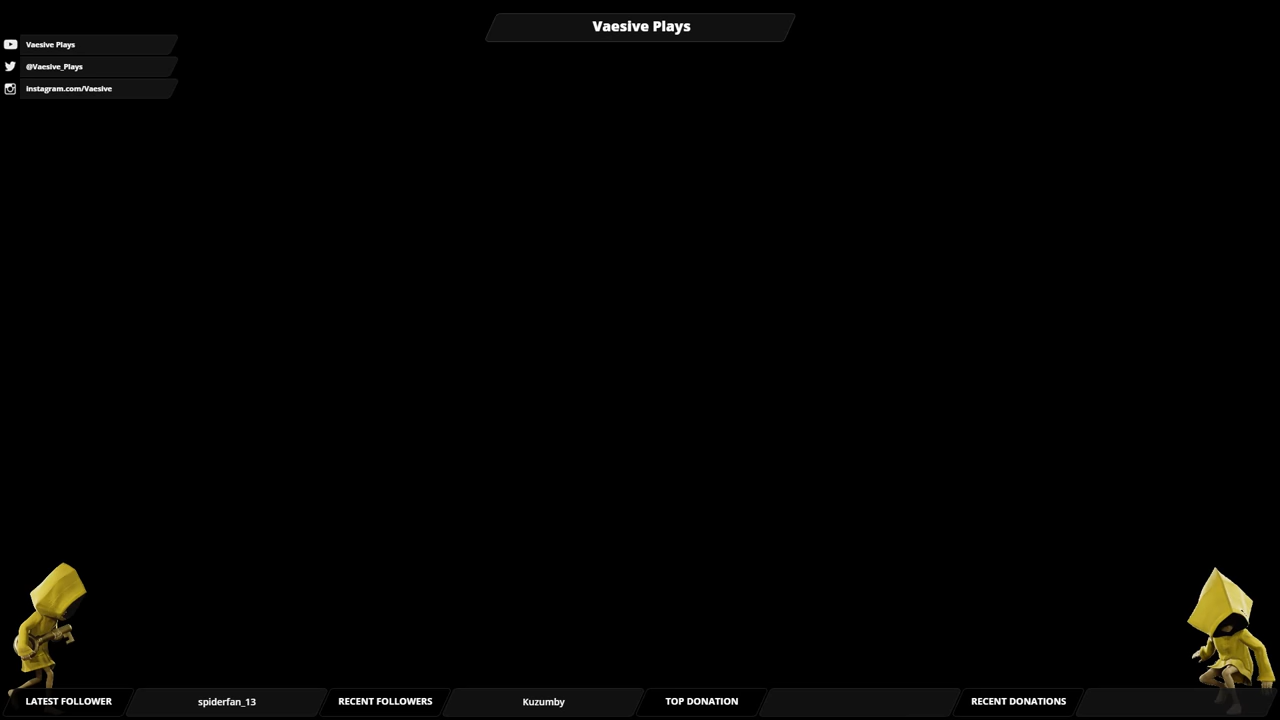 Vaesive Plays
Vaesive Plays
@Vaesive_Plays
instagram.com/Vaesive
LATEST FOLLOWER spiderfan_13 RECENT FOLLOWERS Kuzumby TOP DONATION RECENT DONATIONS